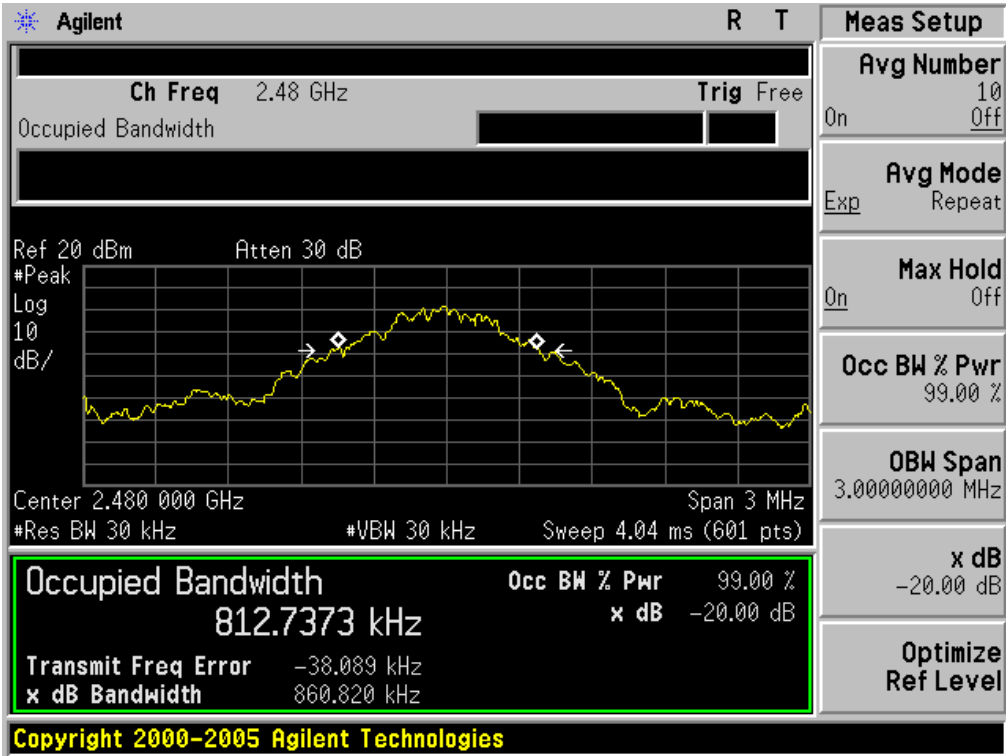 Agilent R T
Ch Freq 2.48 GHz Trig Free
Occupied Bandwidth
Ref 20 dBm Atten 30 dB
#Peak
Log
10
dB/
Center 2.480 000 GHz Span 3 MHz
#Res BW 30 kHz #VBW 30 kHz Sweep 4.04 ms (601 pts)
Occupied Bandwidth
812.7373 kHz
Occ BW % Pwr 99.00 %
x dB -20.00 dB
Transmit Freq Error -38.089 kHz
x dB Bandwidth 860.820 kHz
Copyright 2000-2005 Agilent Technologies
Meas Setup
Avg Number
10
On Off
Avg Mode
Exp Repeat
Max Hold
On Off
Occ BW % Pwr
99.00 %
OBW Span
3.00000000 MHz
x dB
-20.00 dB
Optimize
Ref Level